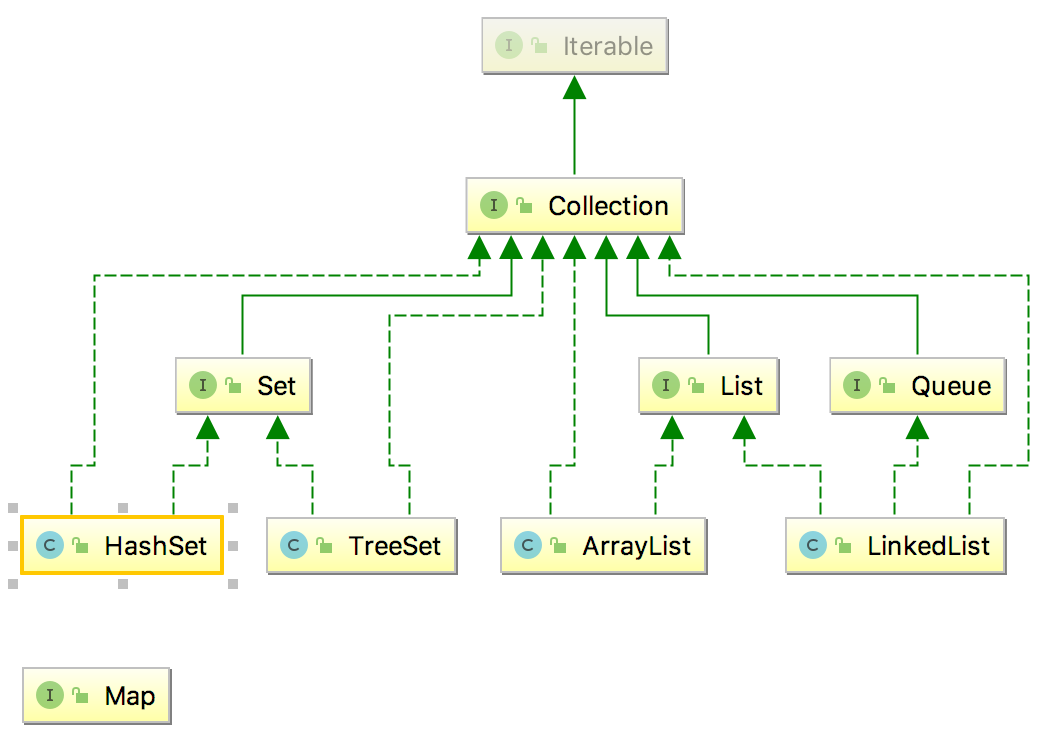 I Iterable
I Collection
I Set
I List
I Queue
C HashSet
C TreeSet
C ArrayList
C LinkedList
I Map